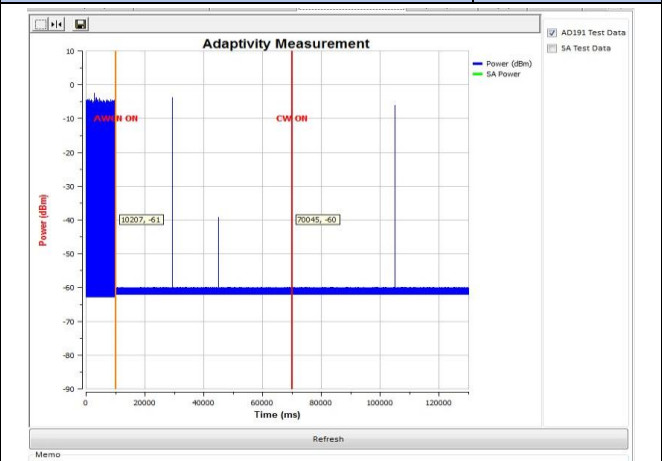 Adaptivity Measurement
AD191 Test Data
SA Test Data
Power (dBm)
SA Power
AWGN ON
CW ON
10207, -61
70045, -60
Power (dBm)
10
0
-10
-20
-30
-40
-50
-60
-70
-80
-90
0 20000 40000 60000 80000 100000 120000
Time (ms)
Refresh
Memo